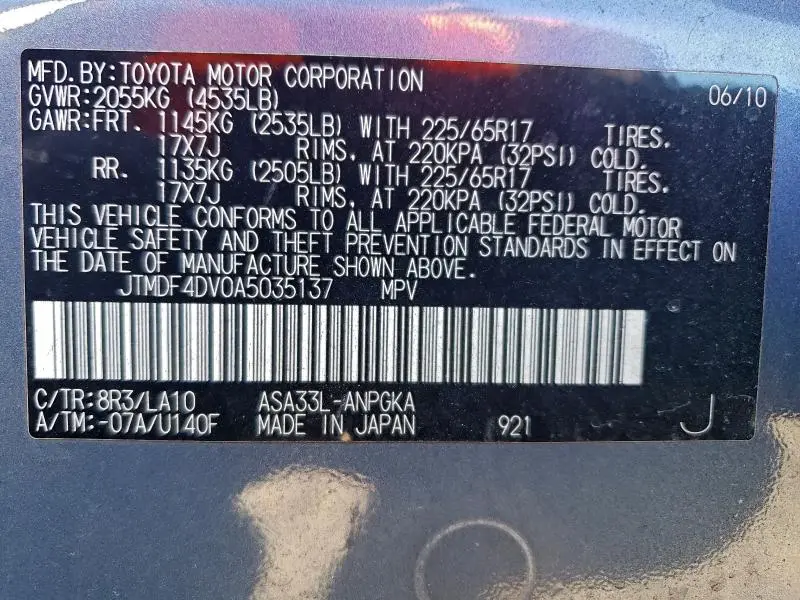 MFD.BY:TOYOTA MOTOR CORPORATION 06/10
GVWR:2055KG (4535LB)
GAWR:FRT. 1145KG (2535LB) WITH 225/65R17 TIRES.
17X7J RIMS, AT 220KPA (32PSI) COLD.
RR. 1135KG (2505LB) WITH 225/65R17 TIRES.
17X7J RIMS, AT 220KPA (32PSI) COLD.
THIS VEHICLE CONFORMS TO ALL APPLICABLE FEDERAL MOTOR
VEHICLE SAFETY AND THEFT PREVENTION STANDARDS IN EFFECT ON
THE DATE OF MANUFACTURE SHOWN ABOVE.
JTMDF4DV0A5035137 MPV
C/TR:8R3/LA10 ASA33L-ANPGKA
A/TM:-07A/U140F MADE IN JAPAN 921 J